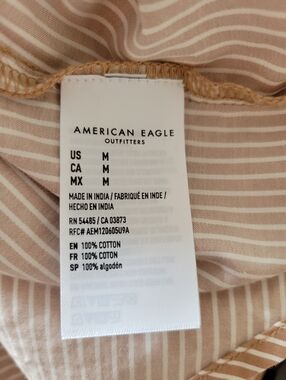 AMERICAN EAGLE
OUTFITTERS
US M
CA M
MX M
MADE IN INDIA / FABRIQUÉ EN INDE /
HECHO EN INDIA
RN 54485 / CA 03873
RFC# AEM120605U9A
EN 100% COTTON
FR 100% COTON
SP 100% algodón